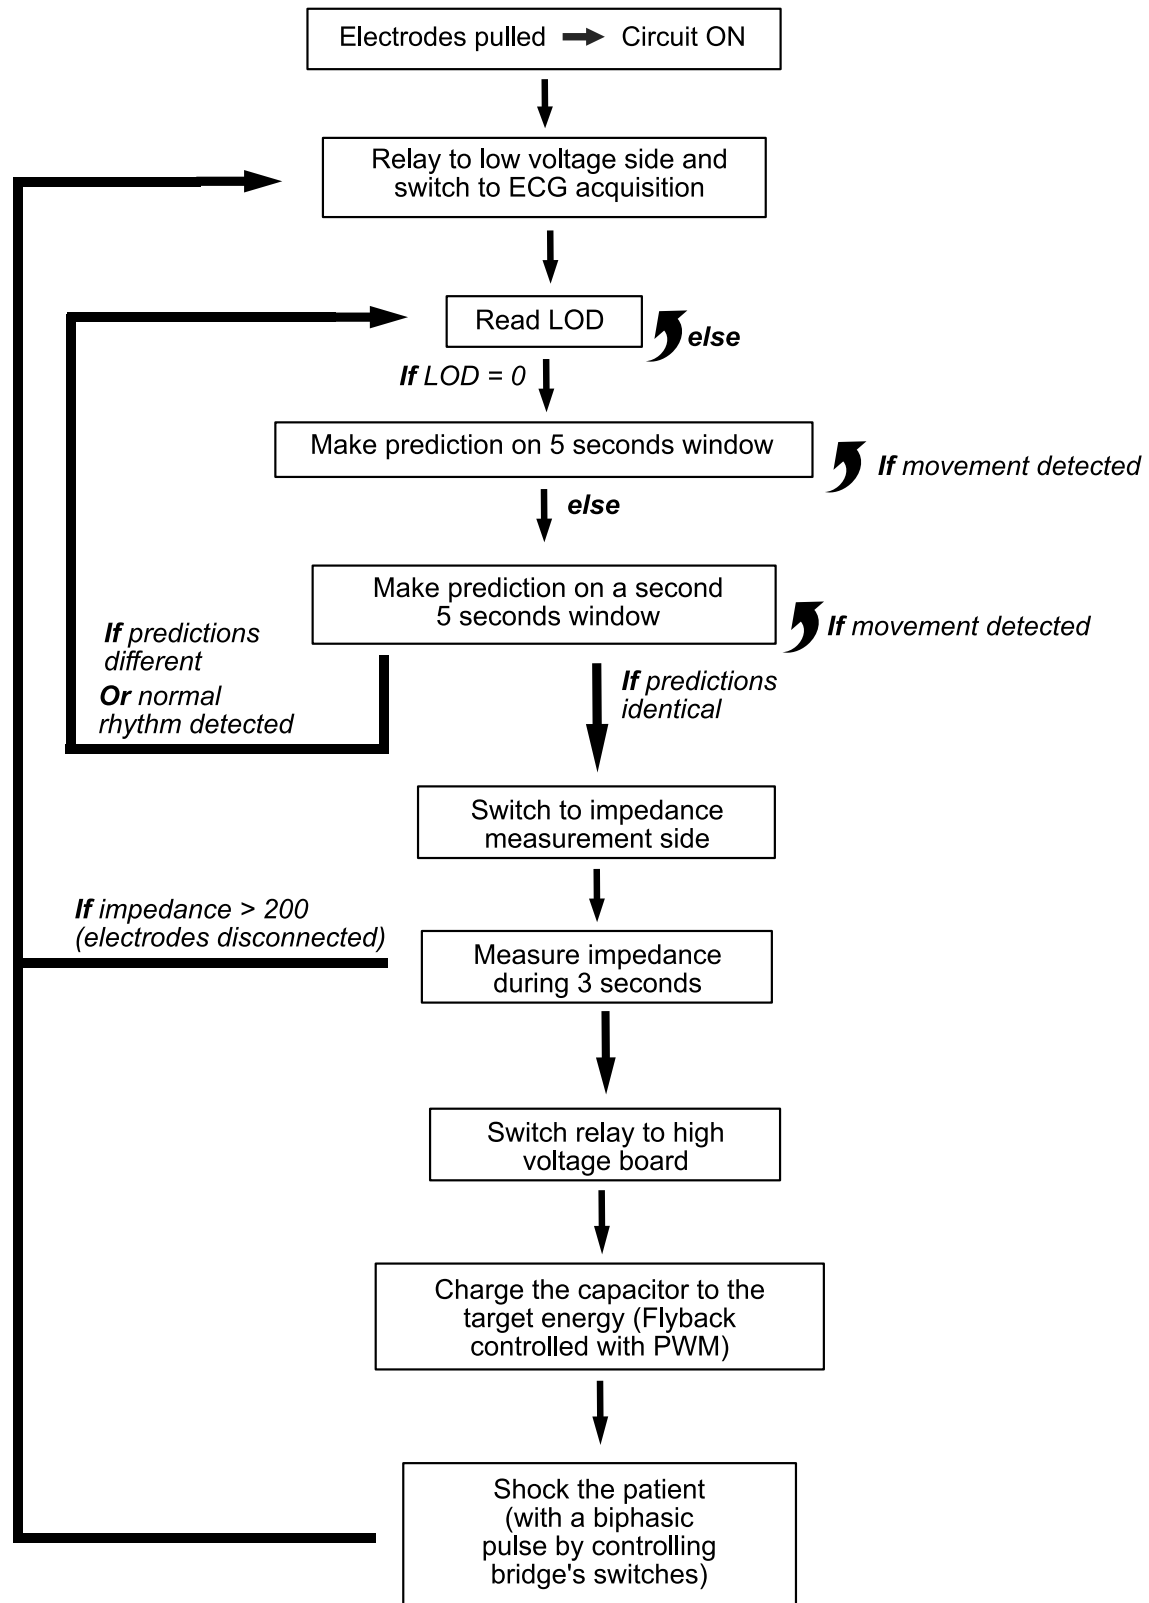 Electrodes pulled → Circuit ON
Relay to low voltage side and
switch to ECG acquisition
Read LOD
else
If LOD = 0
Make prediction on 5 seconds window
If movement detected
else
Make prediction on a second
5 seconds window
If movement detected
If predictions
different
Or normal
rhythm detected
If predictions
identical
Switch to impedance
measurement side
If impedance > 200
(electrodes disconnected)
Measure impedance
during 3 seconds
Switch relay to high
voltage board
Charge the capacitor to the
target energy (Flyback
controlled with PWM)
Shock the patient
(with a biphasic
pulse by controlling
bridge's switches)